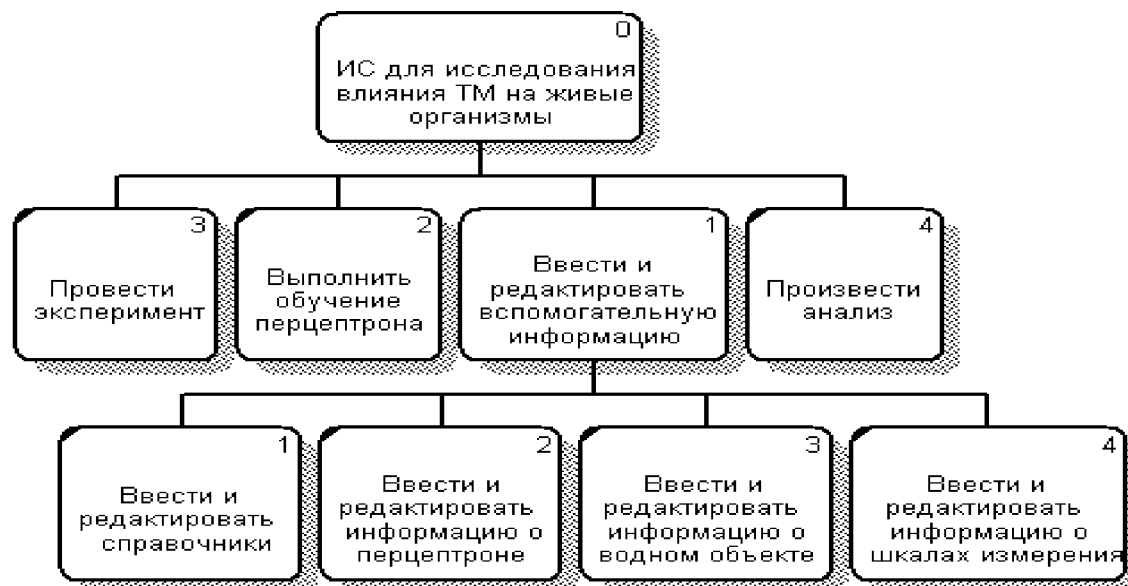 0
ИС для исследования
влияния ТМ на живые
организмы
3
Провести
эксперимент
2
Выполнить
обучение
перцептрона
1
Ввести и
редактировать
вспомогательную
информацию
4
Произвести
анализ
1
Ввести и
редактировать
справочники
2
Ввести и
редактировать
информацию о
перцептроне
3
Ввести и
редактировать
информацию о
водном объекте
4
Ввести и
редактировать
информацию о
шкалах измерения